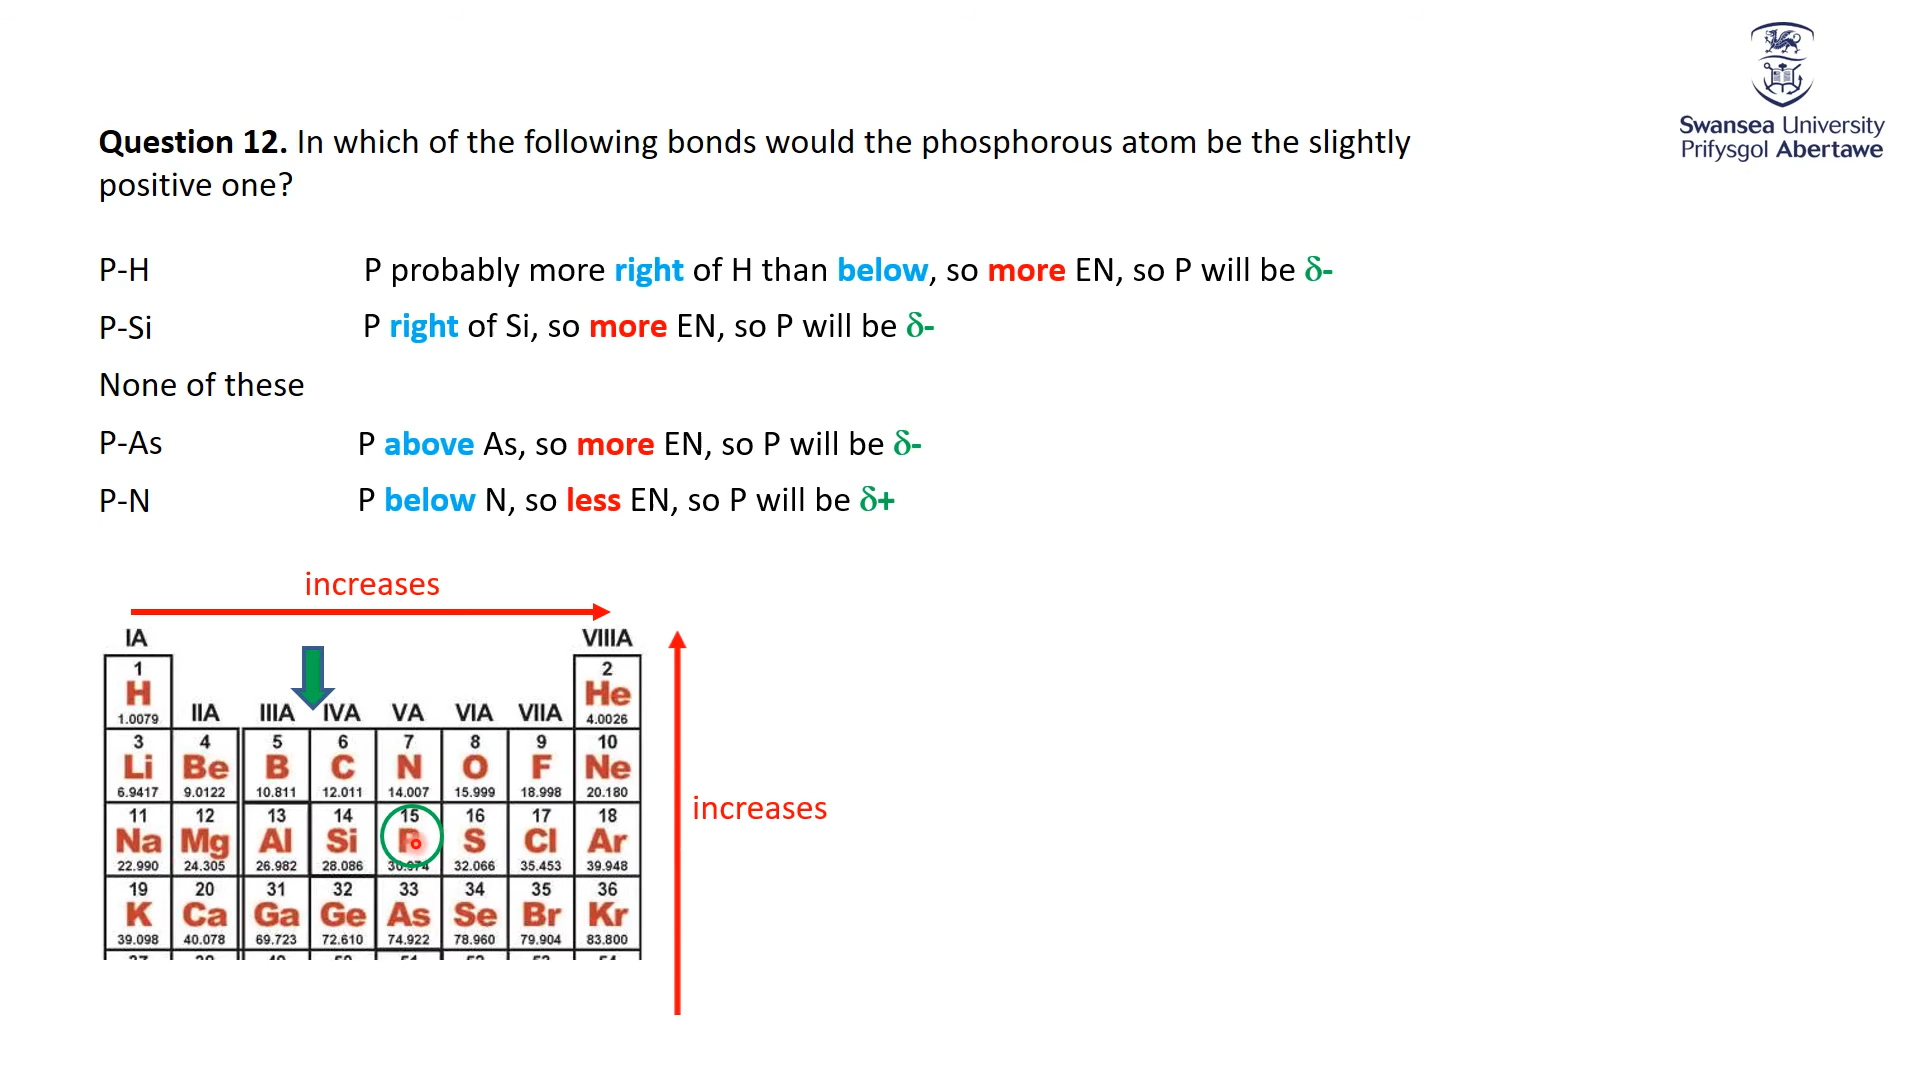 Swansea University
Prifysgol Abertawe
Question 12. In which of the following bonds would the phosphorous atom be the slightly
positive one?
P-H P probably more right of H than below, so more EN, so P will be δ-
P-Si P right of Si, so more EN, so P will be δ-
None of these
P-As P above As, so more EN, so P will be δ-
P-N P below N, so less EN, so P will be δ+
increases
IA VIIIA
1 2
H He
1.0079 4.0026
IIA IIIA IVA VA VIA VIIA
3 4 5 6 7 8 9 10
Li Be B C N O F Ne
6.9417 9.0122 10.811 12.011 14.007 15.999 18.998 20.180
increases
11 12 13 14 15 16 17 18
Na Mg Al Si P S Cl Ar
22.990 24.305 26.982 28.086 30.974 32.066 35.453 39.948
19 20 31 32 33 34 35 36
K Ca Ga Ge As Se Br Kr
39.098 40.078 69.723 72.610 74.922 78.960 79.904 83.800